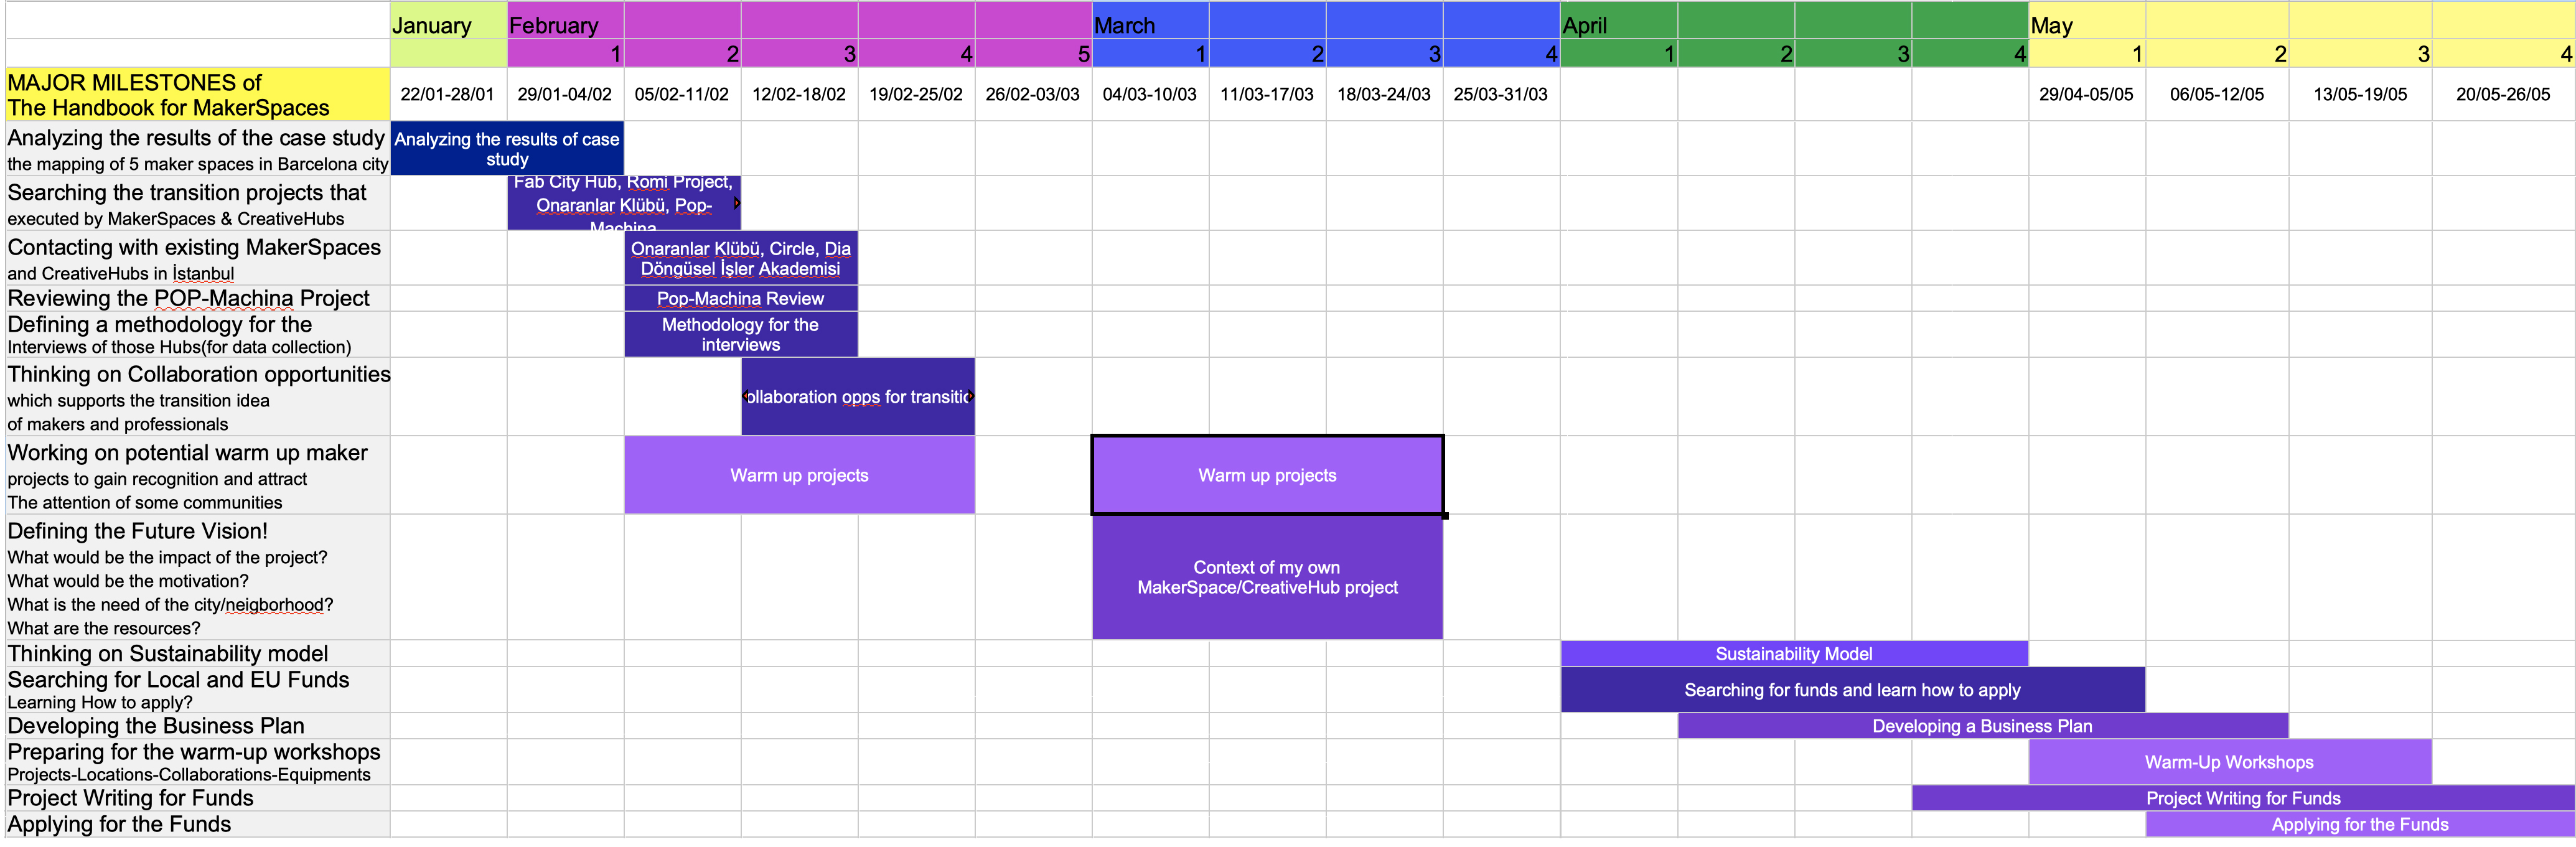 January February March April May
1 2 3 4 5 1 2 3 4 1 2 3 4 1 2 3 4
MAJOR MILESTONES of
The Handbook for MakerSpaces
22/01-28/01 29/01-04/02 05/02-11/02 12/02-18/02 19/02-25/02 26/02-03/03 04/03-10/03 11/03-17/03 18/03-24/03 25/03-31/03 29/04-05/05 06/05-12/05 13/05-19/05 20/05-26/05
Analyzing the results of the case study
the mapping of 5 maker spaces in Barcelona city
Analyzing the results of case
study
Searching the transition projects that
executed by MakerSpaces & CreativeHubs
Fab City Hub, Romi Project,
Onaranlar Klübü, Pop-
Machina
Contacting with existing MakerSpaces
and CreativeHubs in İstanbul
Onaranlar Klübü, Circle, Dia
Döngüsel İşler Akademisi
Reviewing the POP-Machina Project
Pop-Machina Review
Defining a methodology for the
Interviews of those Hubs(for data collection)
Methodology for the
interviews
Thinking on Collaboration opportunities
which supports the transition idea
of makers and professionals
ollaboration opps for transitio
Working on potential warm up maker
projects to gain recognition and attract
The attention of some communities
Warm up projects
Warm up projects
Defining the Future Vision!
What would be the impact of the project?
What would be the motivation?
What is the need of the city/neigborhood?
What are the resources?
Context of my own
MakerSpace/CreativeHub project
Thinking on Sustainability model
Sustainability Model
Searching for Local and EU Funds
Learning How to apply?
Searching for funds and learn how to apply
Developing the Business Plan
Developing a Business Plan
Preparing for the warm-up workshops
Projects-Locations-Collaborations-Equipments
Warm-Up Workshops
Project Writing for Funds
Project Writing for Funds
Applying for the Funds
Applying for the Funds